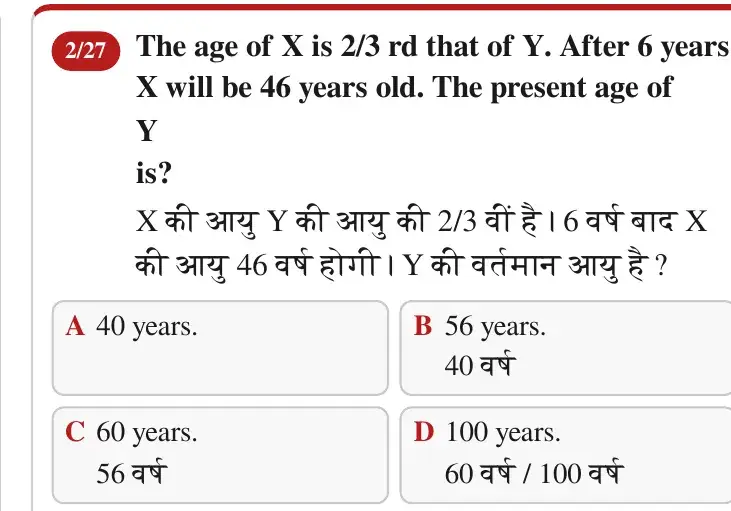 2/27 The age of X is 2/3 rd that of Y. After 6 years
X will be 46 years old. The present age of
Y
is?
X की आयु Y की आयु की 2/3 वीं है। 6 वर्ष बाद X
की आयु 46 वर्ष होगी। Y की वर्तमान आयु है ?
A 40 years.
B 56 years.
40 वर्ष
C 60 years.
56 वर्ष
D 100 years.
60 वर्ष / 100 वर्ष